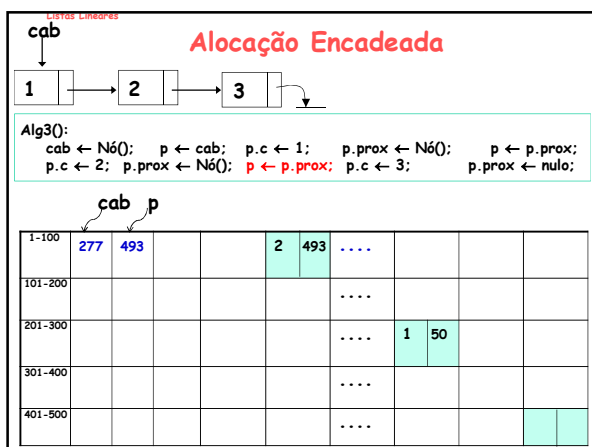 Listas Lineares
cab
Alocação Encadeada
1 2 3
Alg3():
cab ← Nó(); p ← cab; p.c ← 1; p.prox ← Nó(); p ← p.prox;
p.c ← 2; p.prox ← Nó(); p ← p.prox; p.c ← 3; p.prox ← nulo;
cab p
1-100 277 493 2 493 ....
101-200 ....
201-300 .... 1 50
301-400 ....
401-500 ....